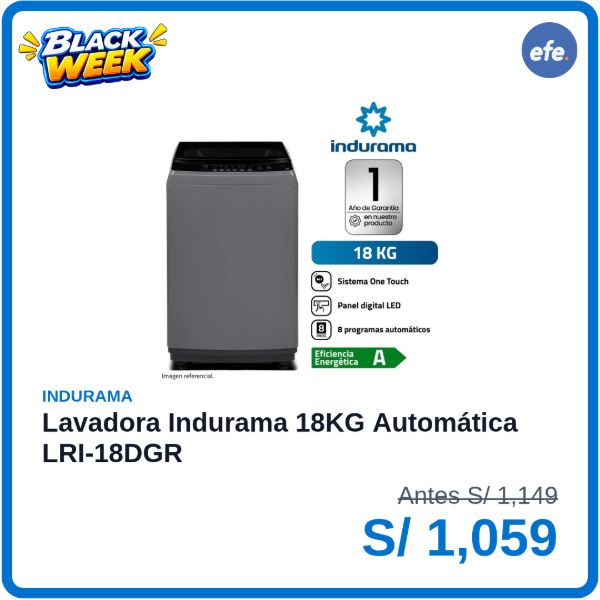 BLACK
WEEK
efe.
indurama
1
Año de Garantía
en nuestro
producto
18 KG
Sistema One Touch
Panel digital LED
8
8 programas automáticos
Eficiencia
Energética A
Imagen referencial.
INDURAMA
Lavadora Indurama 18KG Automática
LRI-18DGR
Antes S/ 1,149
S/ 1,059